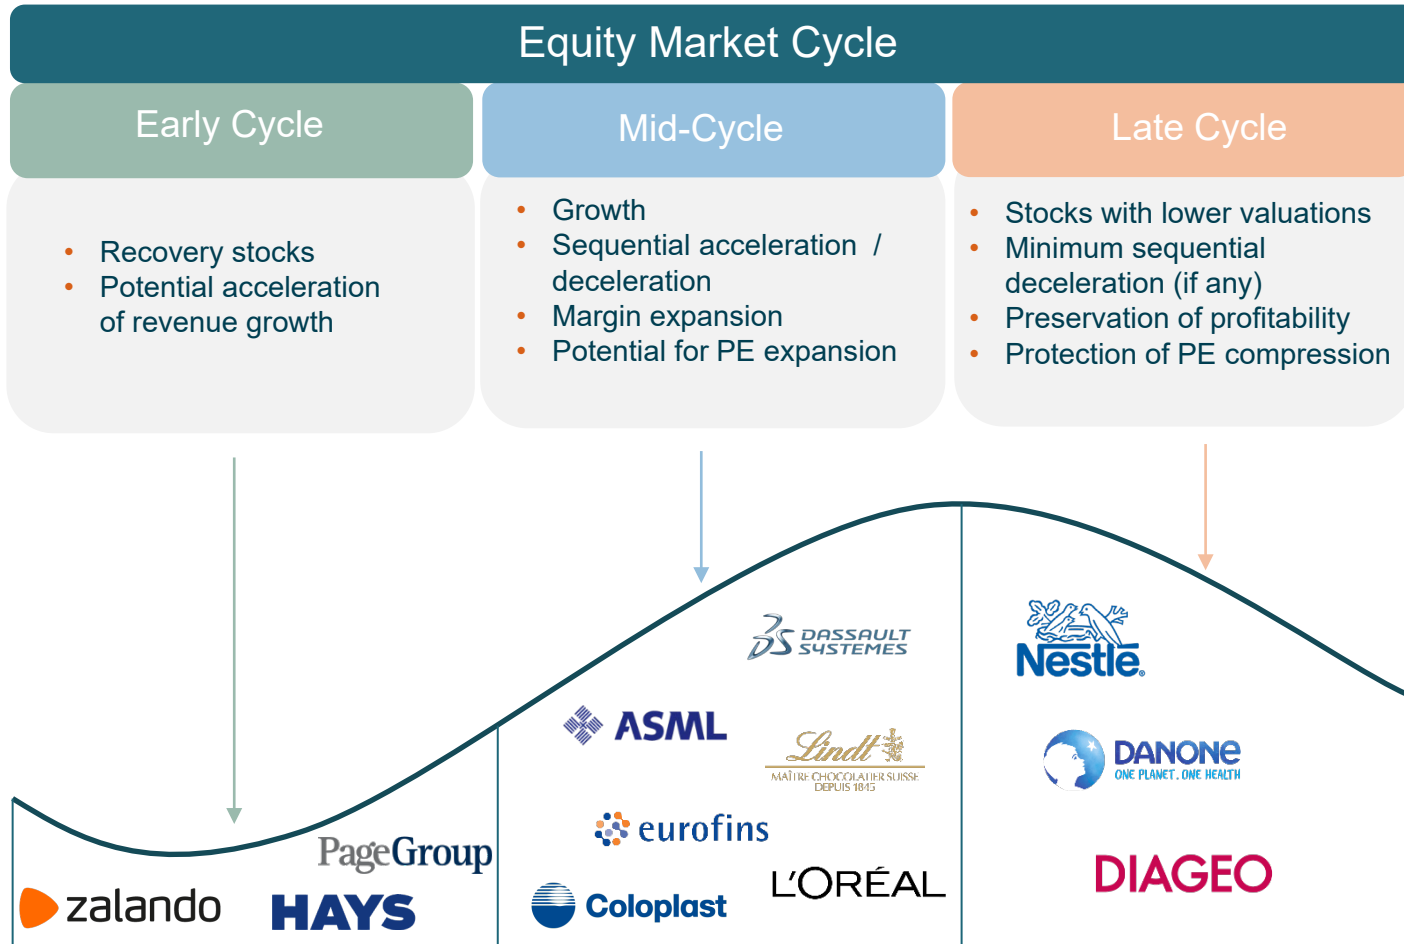 Equity Market Cycle
Early Cycle
• Recovery stocks
• Potential acceleration
of revenue growth
Mid-Cycle
• Growth
• Sequential acceleration /
deceleration
• Margin expansion
• Potential for PE expansion
Late Cycle
• Stocks with lower valuations
• Minimum sequential
deceleration (if any)
• Preservation of profitability
• Protection of PE compression
PageGroup
zalando
HAYS
DASSAULT
SYSTEMES
ASML
Lindt
MAÎTRE CHOCOLATIER SUISSE
DEPUIS 1845
eurofins
Coloplast
L'ORÉAL
Nestlé
DANONE
ONE PLANET. ONE HEALTH
DIAGEO